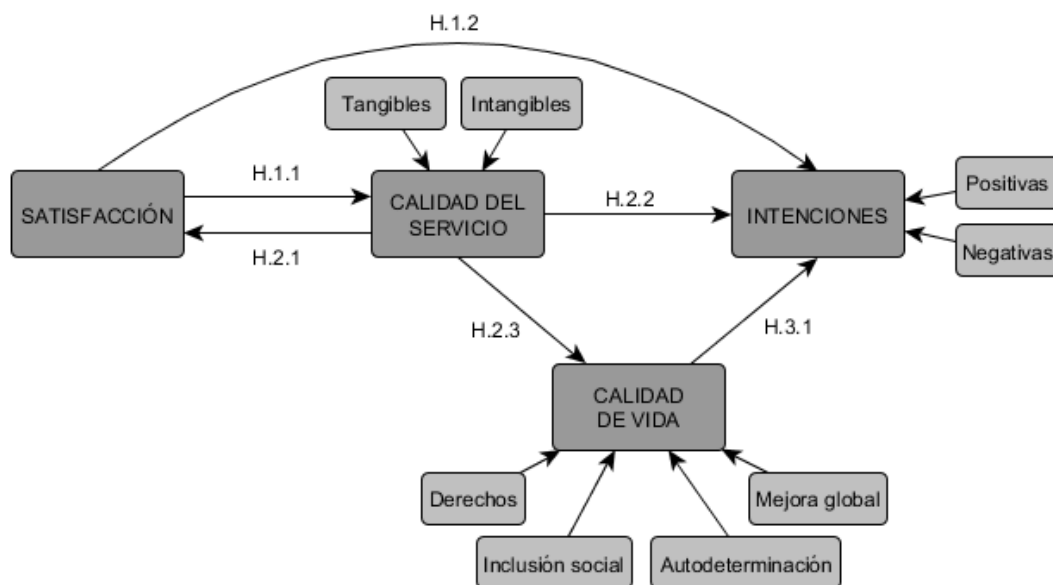 H.1.2
Tangibles
Intangibles
SATISFACCIÓN
H.1.1
CALIDAD DEL
SERVICIO
H.2.2
INTENCIONES
Positivas
Negativas
H.2.1
H.2.3
H.3.1
CALIDAD
DE VIDA
Derechos
Mejora global
Inclusión social
Autodeterminación